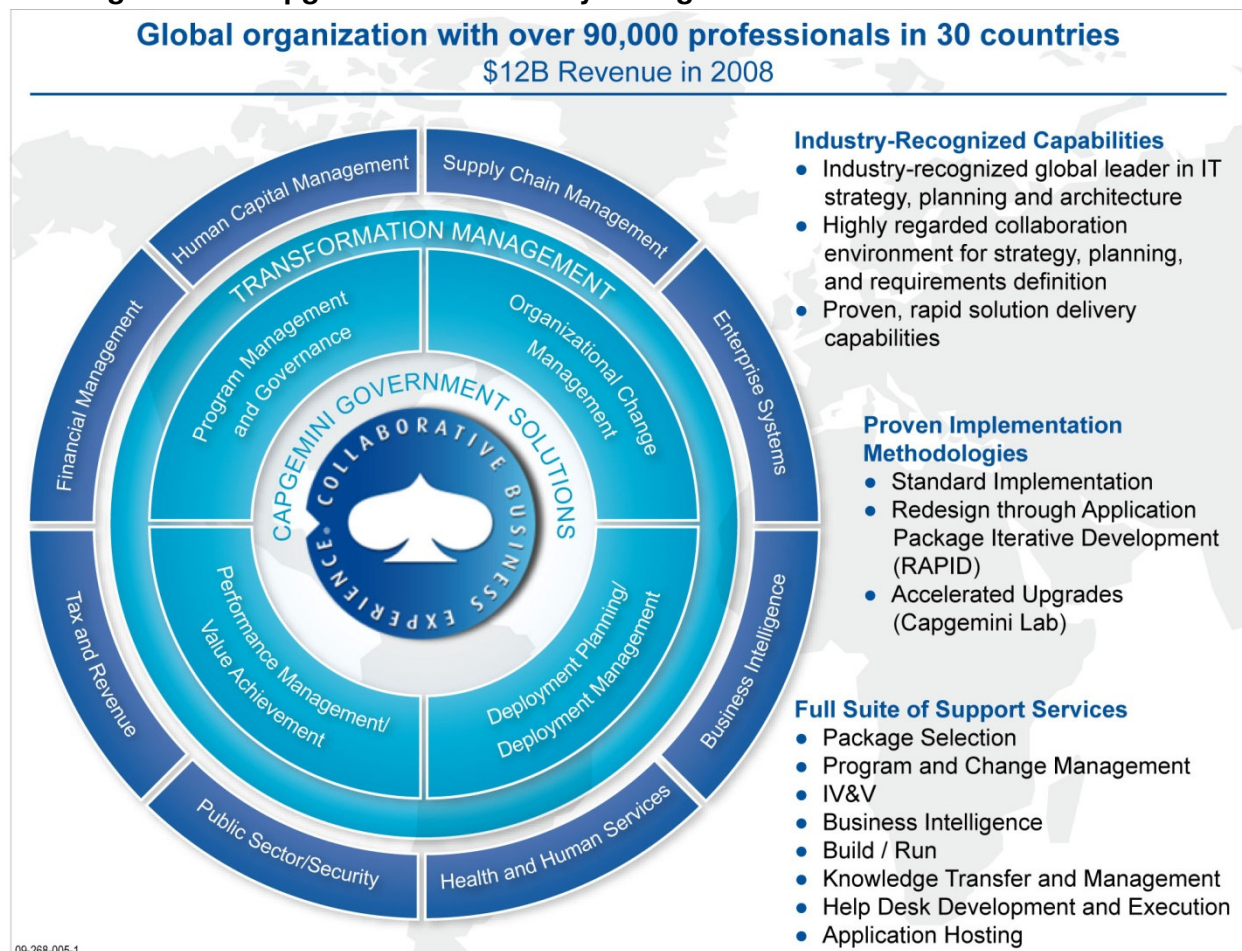 Global organization with over 90,000 professionals in 30 countries
$12B Revenue in 2008
Human Capital Management
Supply Chain Management
Financial Management
Enterprise Systems
Tax and Revenue
Business Intelligence
Public Sector/Security
Health and Human Services
TRANSFORMATION MANAGEMENT
Program Management
and Governance
Organizational Change
Management
Performance Management/
Value Achievement
Deployment Planning/
Deployment Management
CAPGEMINI GOVERNMENT SOLUTIONS
COLLABORATIVE BUSINESS EXPERIENCE®
Industry-Recognized Capabilities
● Industry-recognized global leader in IT
strategy, planning and architecture
● Highly regarded collaboration
environment for strategy, planning,
and requirements definition
● Proven, rapid solution delivery
capabilities
Proven Implementation
Methodologies
● Standard Implementation
● Redesign through Application
Package Iterative Development
(RAPID)
● Accelerated Upgrades
(Capgemini Lab)
Full Suite of Support Services
● Package Selection
● Program and Change Management
● IV&V
● Business Intelligence
● Build / Run
● Knowledge Transfer and Management
● Help Desk Development and Execution
● Application Hosting
09-268-005-1